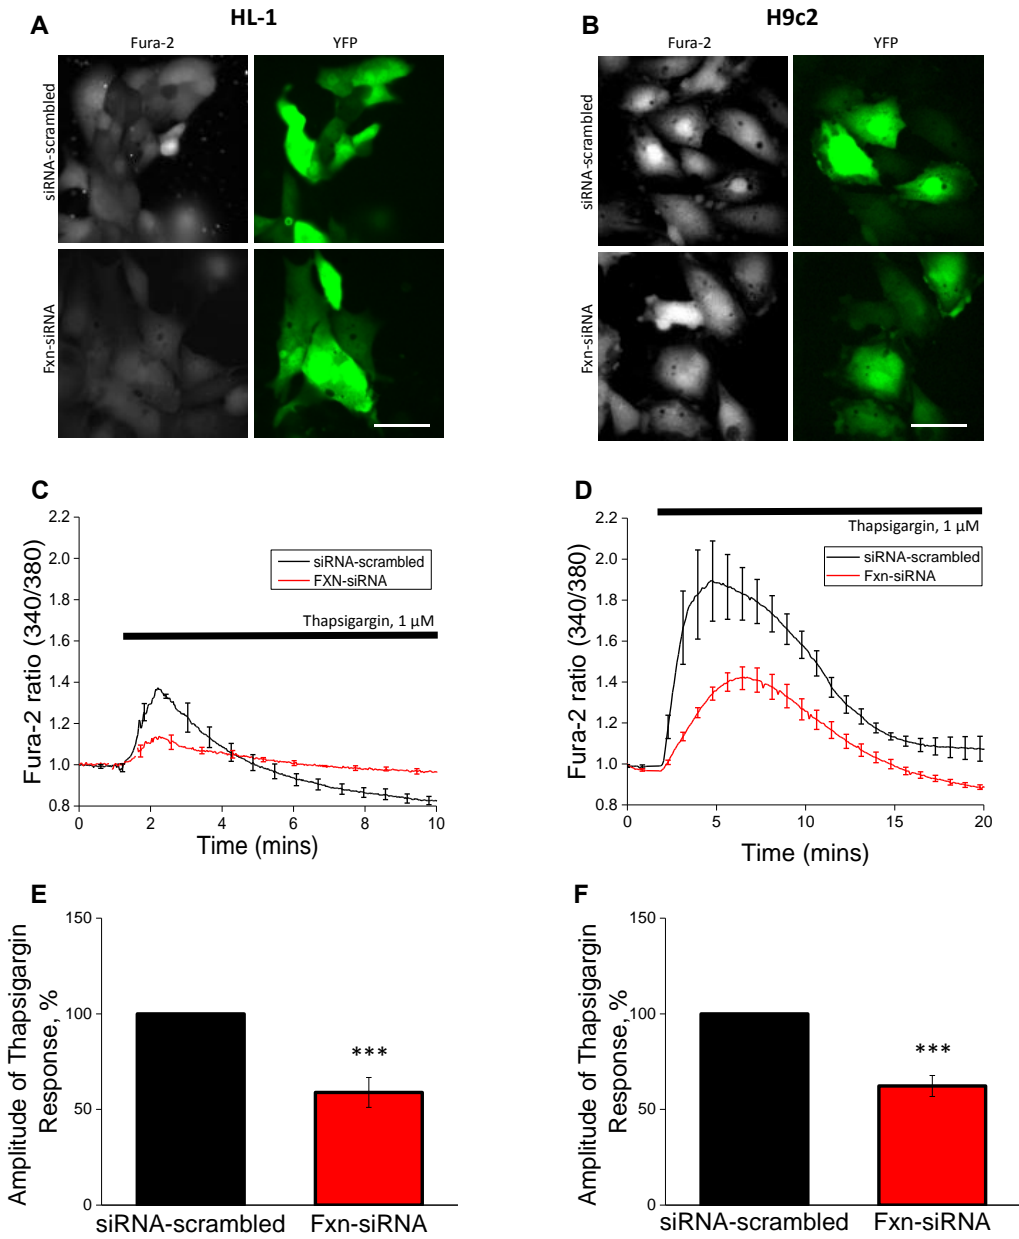 HL-1
H9c2
A
B
Fura-2
YFP
Fura-2
YFP
siRNA-scrambled
siRNA-scrambled
Fxn-siRNA
Fxn-siRNA
C
2.2
2.0
1.8
1.6
1.4
1.2
1.0
0.8
Fura-2 ratio (340/380)
siRNA-scrambled
FXN-siRNA
Thapsigargin, 1 µM
0 2 4 6 8 10
Time (mins)
D
2.2
2.0
1.8
1.6
1.4
1.2
1.0
0.8
Fura-2 ratio (340/380)
Thapsigargin, 1 µM
siRNA-scrambled
Fxn-siRNA
0 5 10 15 20
Time (mins)
E
150
100
50
0
Amplitude of Thapsigargin
Response, %
***
siRNA-scrambled Fxn-siRNA
F
150
100
50
0
Amplitude of Thapsigargin
Response, %
***
siRNA-scrambled Fxn-siRNA